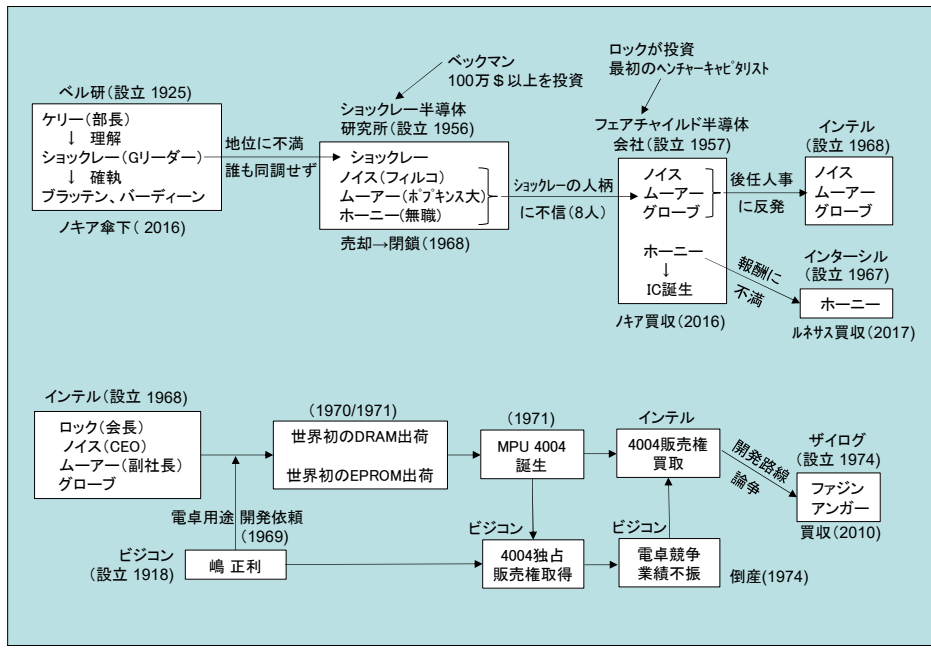 ロックが投資
最初のヘンチャーキャピタリスト
ベックマン
100万＄以上を投資
ベル研（設立 1925）
ケリー（部長）
↓ 理解
ショックレー（Gリーダー）
↓ 確執
ブラッテン、バーディーン
ノキア傘下（ 2016）
地位に不満
誰も同調せず
ショックレー半導体
研究所（設立 1956）
ショックレー
ノイス（フィルコ）
ムーアー（ﾎﾟﾌﾟｷﾝｽ大）
ホーニー（無職）
売却→閉鎖（1968）
ｼｮｯｸﾚｰの人柄
に不信（8人）
フェアチャイルド半導体
会社（設立 1957）
ノイス
ムーアー
グローブ
ホーニー
↓
IC誕生
ﾉｷｱ買収（2016）
後任人事
に反発
インテル
（設立 1968）
ノイス
ムーアー
グローブ
報酬に
不満
インターシル
（設立 1967）
ホーニー
ﾙﾈｻｽ買収（2017）
インテル（設立 1968）
ロック（会長）
ノイス（CEO）
ムーアー（副社長）
グローブ
（1970/1971）
世界初のDRAM出荷
世界初のEPROM出荷
（1971）
MPU 4004
誕生
インテル
4004販売権
買取
開発路線
論争
ザイログ
（設立 1974）
ファジン
アンガー
買収（2010）
電卓用途 開発依頼
（1969）
ビジコン
（設立 1918）
嶋 正利
ビジコン
4004独占
販売権取得
ビジコン
電卓競争
業績不振
倒産(1974）